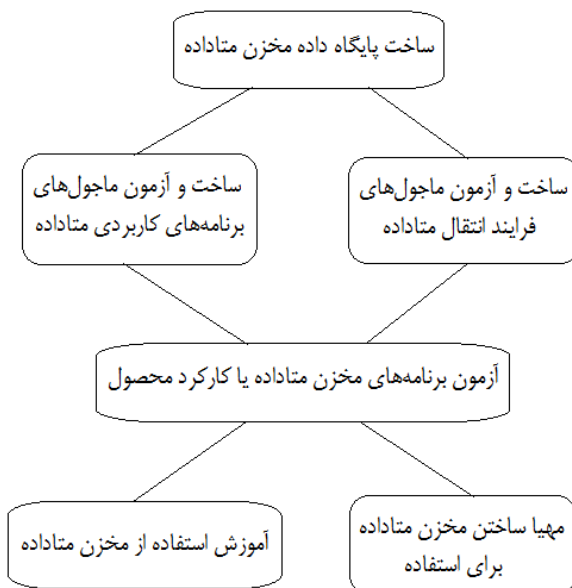 ساخت پایگاه داده مخزن متاداده
ساخت و آزمون ماجول‌های
فرایند انتقال متاداده
ساخت و آزمون ماجول‌های
برنامه‌های کاربردی متاداده
آزمون برنامه‌های مخزن متاداده یا کارکرد محصول
مهیا ساختن مخزن متاداده
برای استفاده
آموزش استفاده از مخزن متاداده